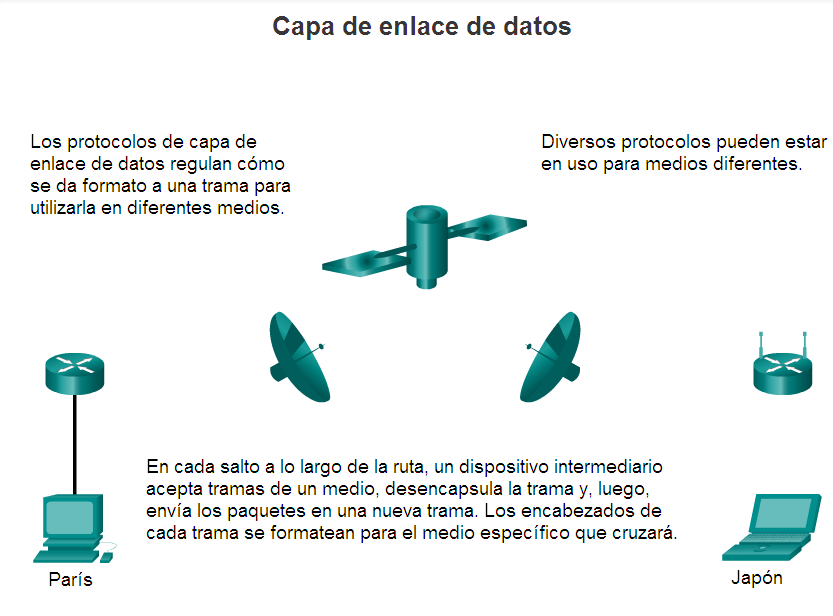 Capa de enlace de datos
Los protocolos de capa de
enlace de datos regulan cómo
se da formato a una trama para
utilizarla en diferentes medios.
Diversos protocolos pueden estar
en uso para medios diferentes.
En cada salto a lo largo de la ruta, un dispositivo intermediario
acepta tramas de un medio, desencapsula la trama y, luego,
envía los paquetes en una nueva trama. Los encabezados de
cada trama se formatean para el medio específico que cruzará.
París
Japón